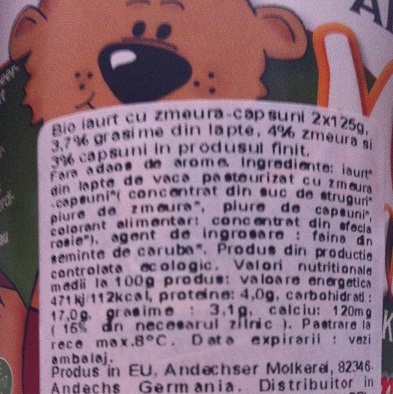 Bio iaurt cu zmeura-capsuni 2x125g,
3,7% grasime din lapte, 4% zmeura si
3% capsuni in produsul finit.
Fara adaos de arome. Ingrediente: iaurt
din lapte de vaca pasteurizat cu zmeura
-capsuni*( concentrat din suc de struguri*
piure de zmeura*, piure de capsuni*,
colorant alimentar: concentrat din sfecla
rosie*), agent de ingrosare : faina din
seminte de caruba*. Produs din productie
controlata ecologic. Valori nutritionale
medii la 100g produs: valoare energetica
471kj/112kcal, proteine: 4,0g, carbohidrati :
17,0g, grasime : 3,1g, calciu: 120mg
( 15% dn necesarul zilnic ). Pastrare la
rece max.8°C. Data expirarii : vezi
ambalaj.
Produs in EU, Andechser Molkerei, 82346-
Andechs Germania. Distribuitor in